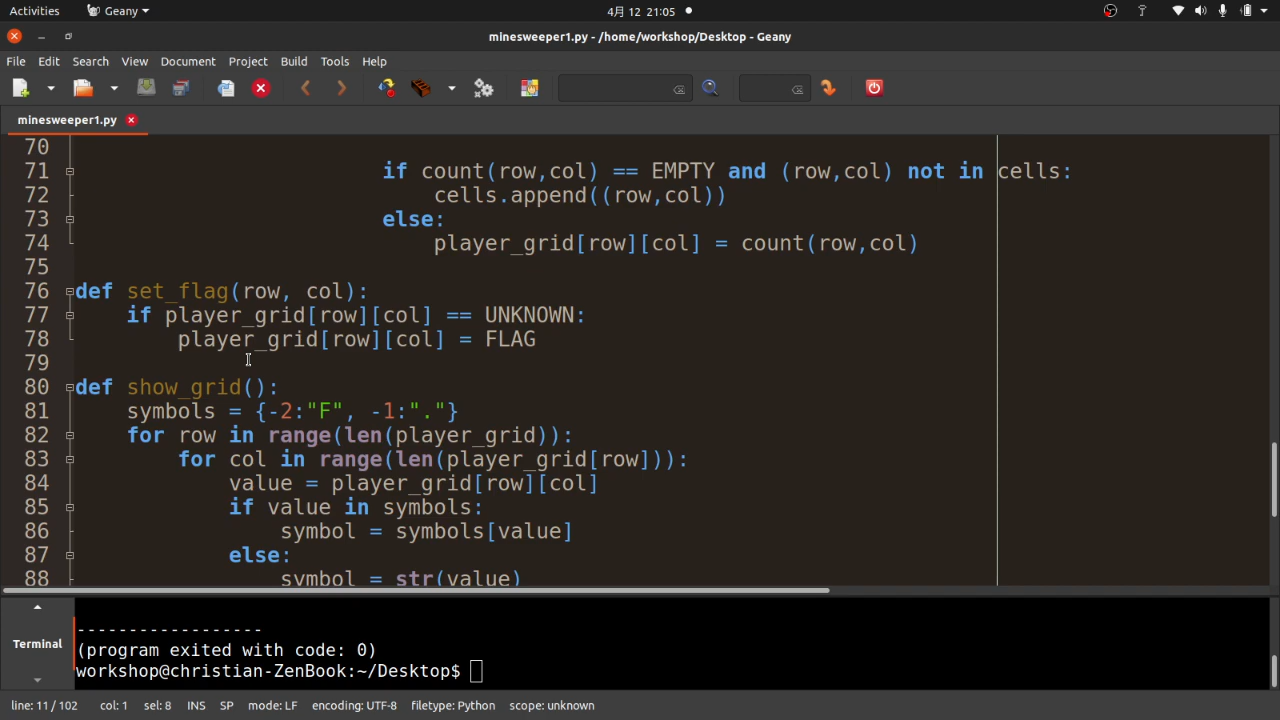 Activities
Geany
4月 12 21:05
minesweeper1.py - /home/workshop/Desktop - Geany
File Edit Search View Document Project Build Tools Help
minesweeper1.py
70
71 if count(row,col) == EMPTY and (row,col) not in cells:
72 cells.append((row,col))
73 else:
74 player_grid[row][col] = count(row,col)
75
76 def set_flag(row, col):
77 if player_grid[row][col] == UNKNOWN:
78 player_grid[row][col] = FLAG
79
80 def show_grid():
81 symbols = {-2:"F", -1:"."}
82 for row in range(len(player_grid)):
83 for col in range(len(player_grid[row])):
84 value = player_grid[row][col]
85 if value in symbols:
86 symbol = symbols[value]
87 else:
88 symbol = str(value)
Terminal
------------------
(program exited with code: 0)
workshop@christian-ZenBook:~/Desktop$
line: 11 / 102 col: 1 sel: 8 INS SP mode: LF encoding: UTF-8 filetype: Python scope: unknown